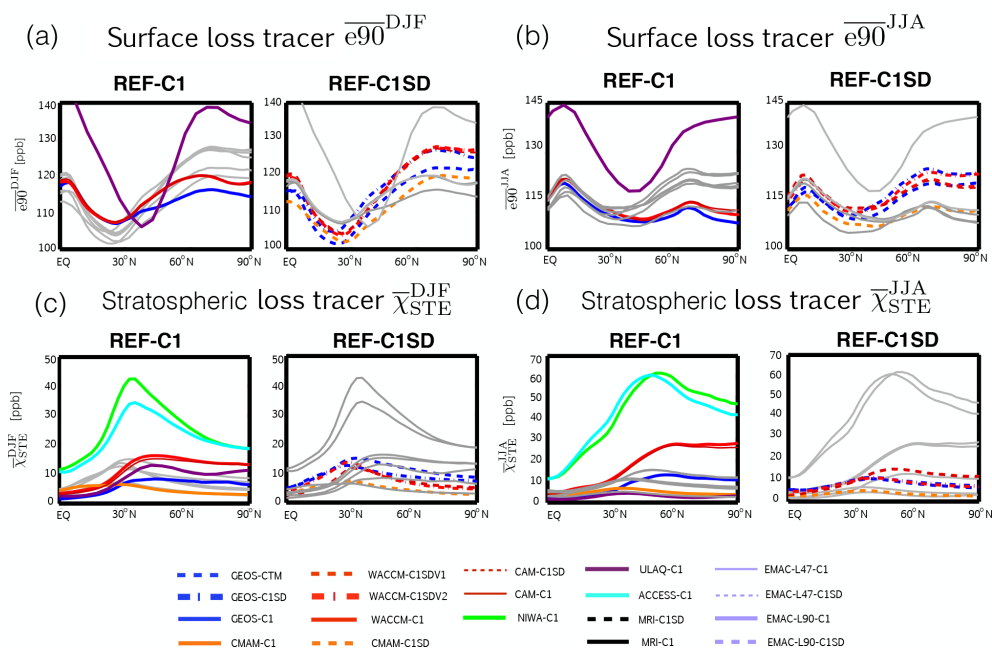 (a) Surface loss tracer e90 DJF
(b) Surface loss tracer e90 JJA
REF-C1 REF-C1SD REF-C1 REF-C1SD
e90 DJF [ppb]
140
130
120
110
100
EQ 30°N 60°N 90°N
140
130
120
110
100
EQ 30°N 60°N 90°N
e90 JJA [ppb]
145
130
115
100
EQ 30°N 60°N 90°N
145
130
115
100
EQ 30°N 60°N 90°N
(c) Stratospheric loss tracer χ STE DJF
(d) Stratospheric loss tracer χ STE JJA
REF-C1 REF-C1SD REF-C1 REF-C1SD
χ STE DJF [ppb]
50
40
30
20
10
0
EQ 30°N 60°N 90°N
50
40
30
20
10
0
EQ 30°N 60°N 90°N
χ STE JJA [ppb]
70
60
50
40
30
20
10
0
EQ 30°N 60°N 90°N
70
60
50
40
30
20
10
0
EQ 30°N 60°N 90°N
GEOS-CTM
GEOS-C1SD
GEOS-C1
CMAM-C1
WACCM-C1SDV1
WACCM-C1SDV2
WACCM-C1
CMAM-C1SD
CAM-C1SD
CAM-C1
NIWA-C1
ULAQ-C1
ACCESS-C1
MRI-C1SD
MRI-C1
EMAC-L47-C1
EMAC-L47-C1SD
EMAC-L90-C1
EMAC-L90-C1SD